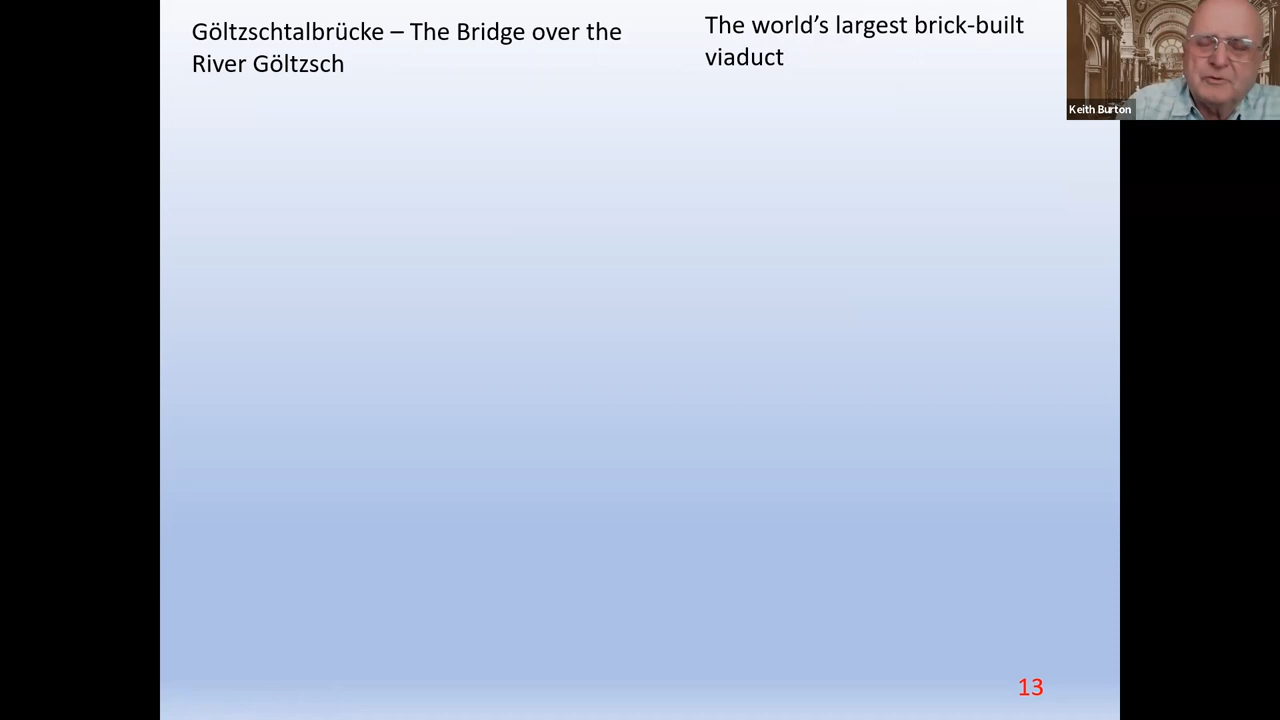 Göltzschtalbrücke – The Bridge over the
River Göltzsch
The world’s largest brick-built
viaduct
Keith Burton
13